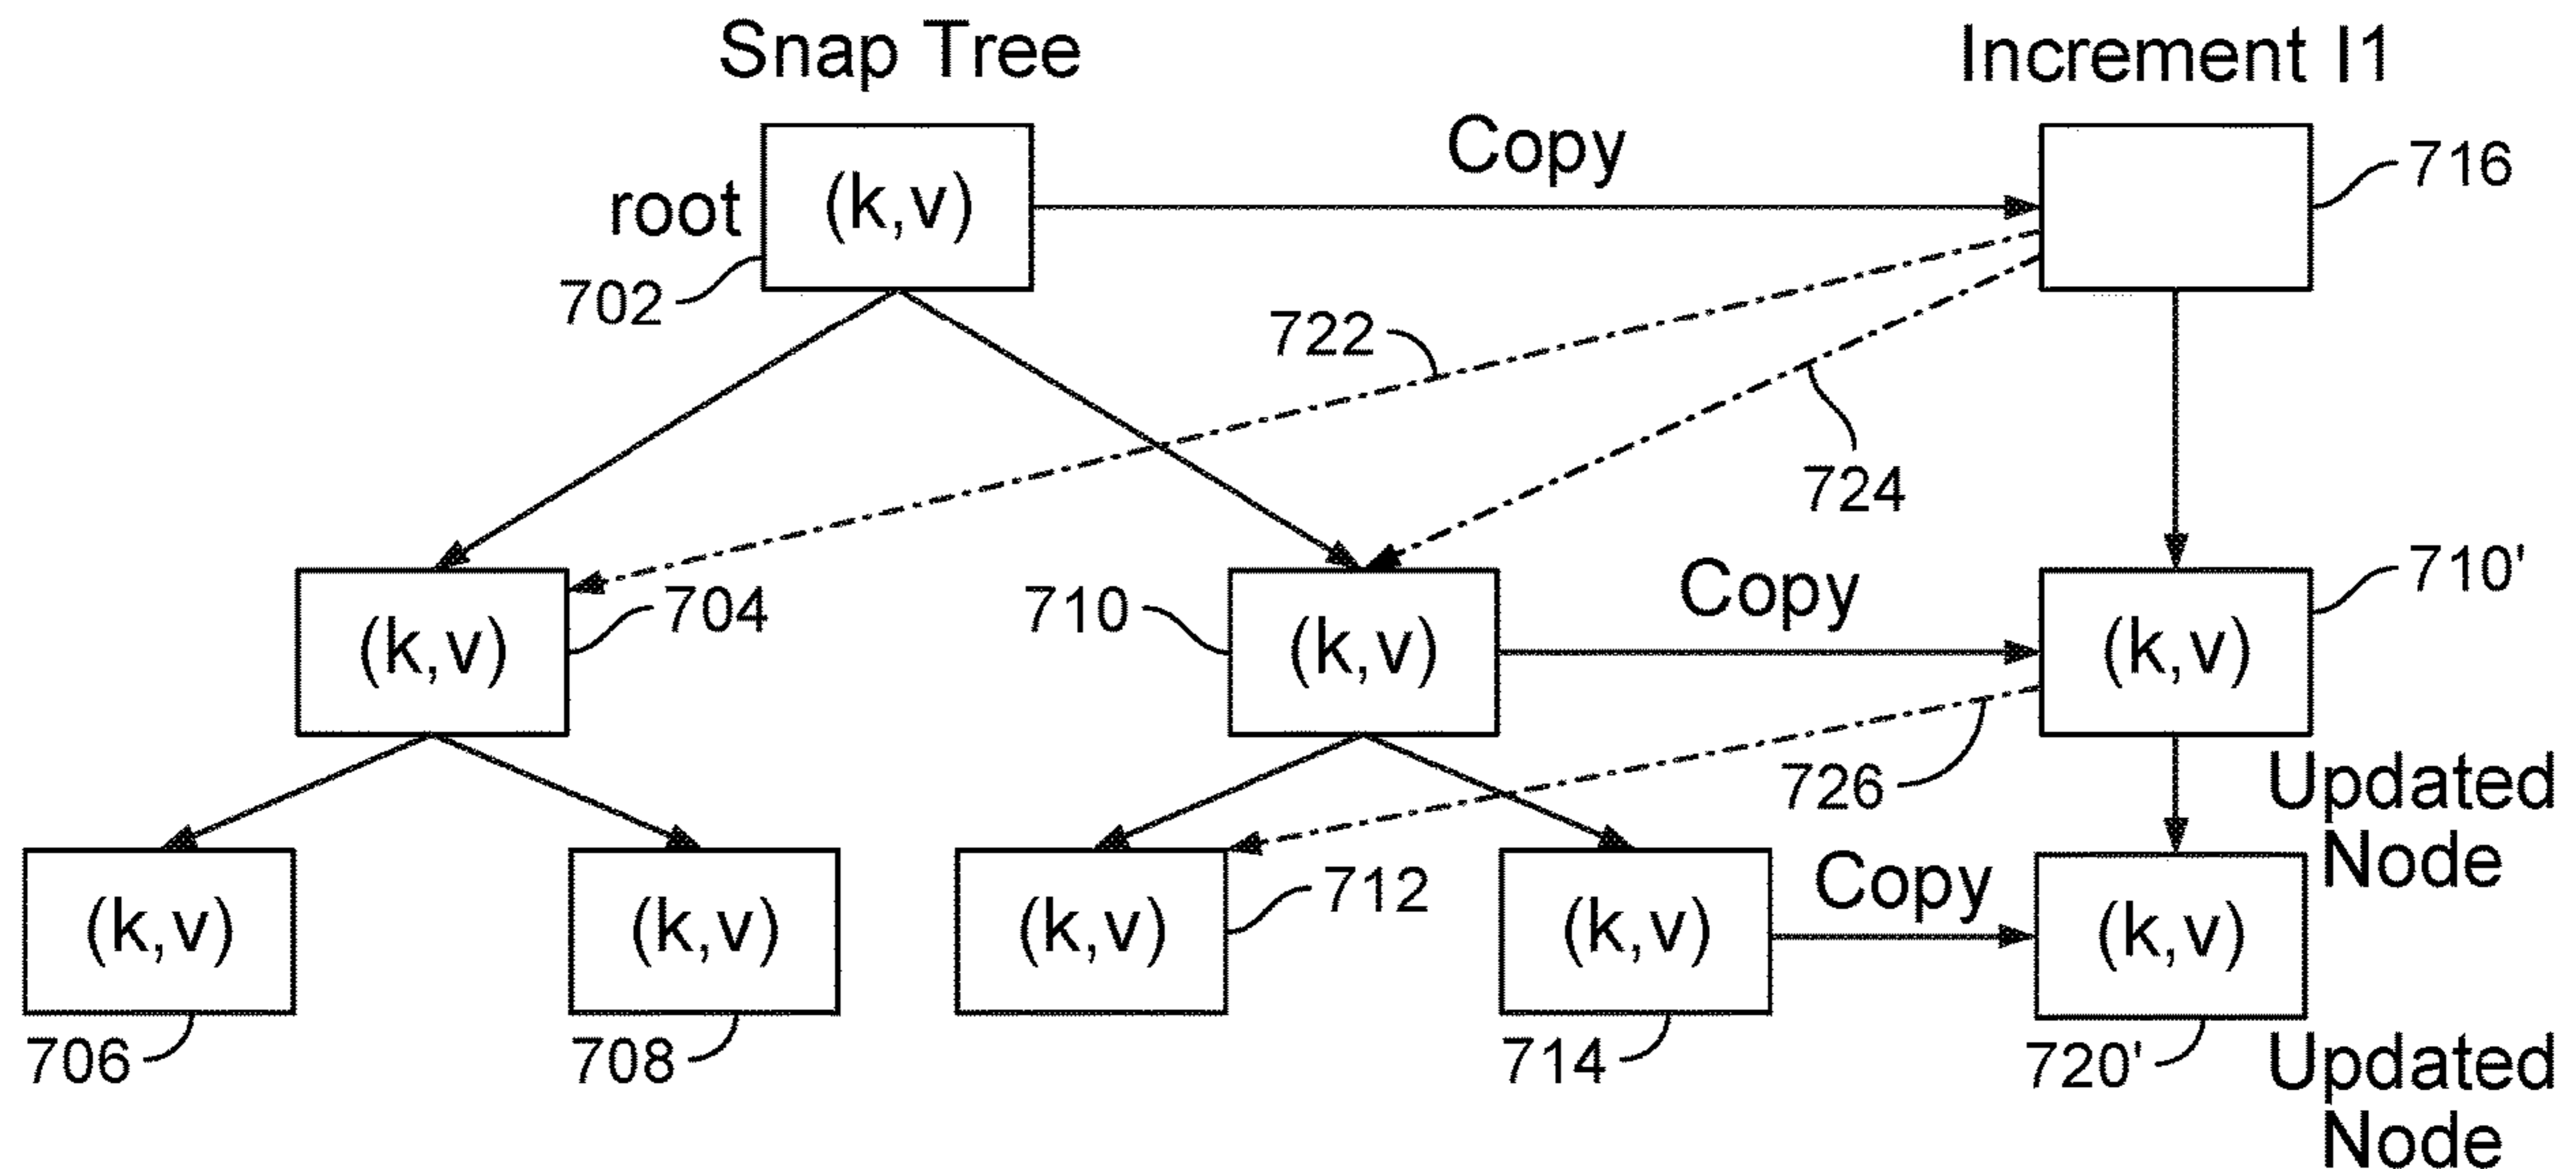 Snap Tree
Increment I1
Copy
716
root
(k,v)
702
722
724
710'
704
710
Copy
(k,v)
(k,v)
(k,v)
726
Updated
Node
712
Copy
(k,v)
(k,v)
(k,v)
(k,v)
(k,v)
706
708
714
720'
Updated
Node